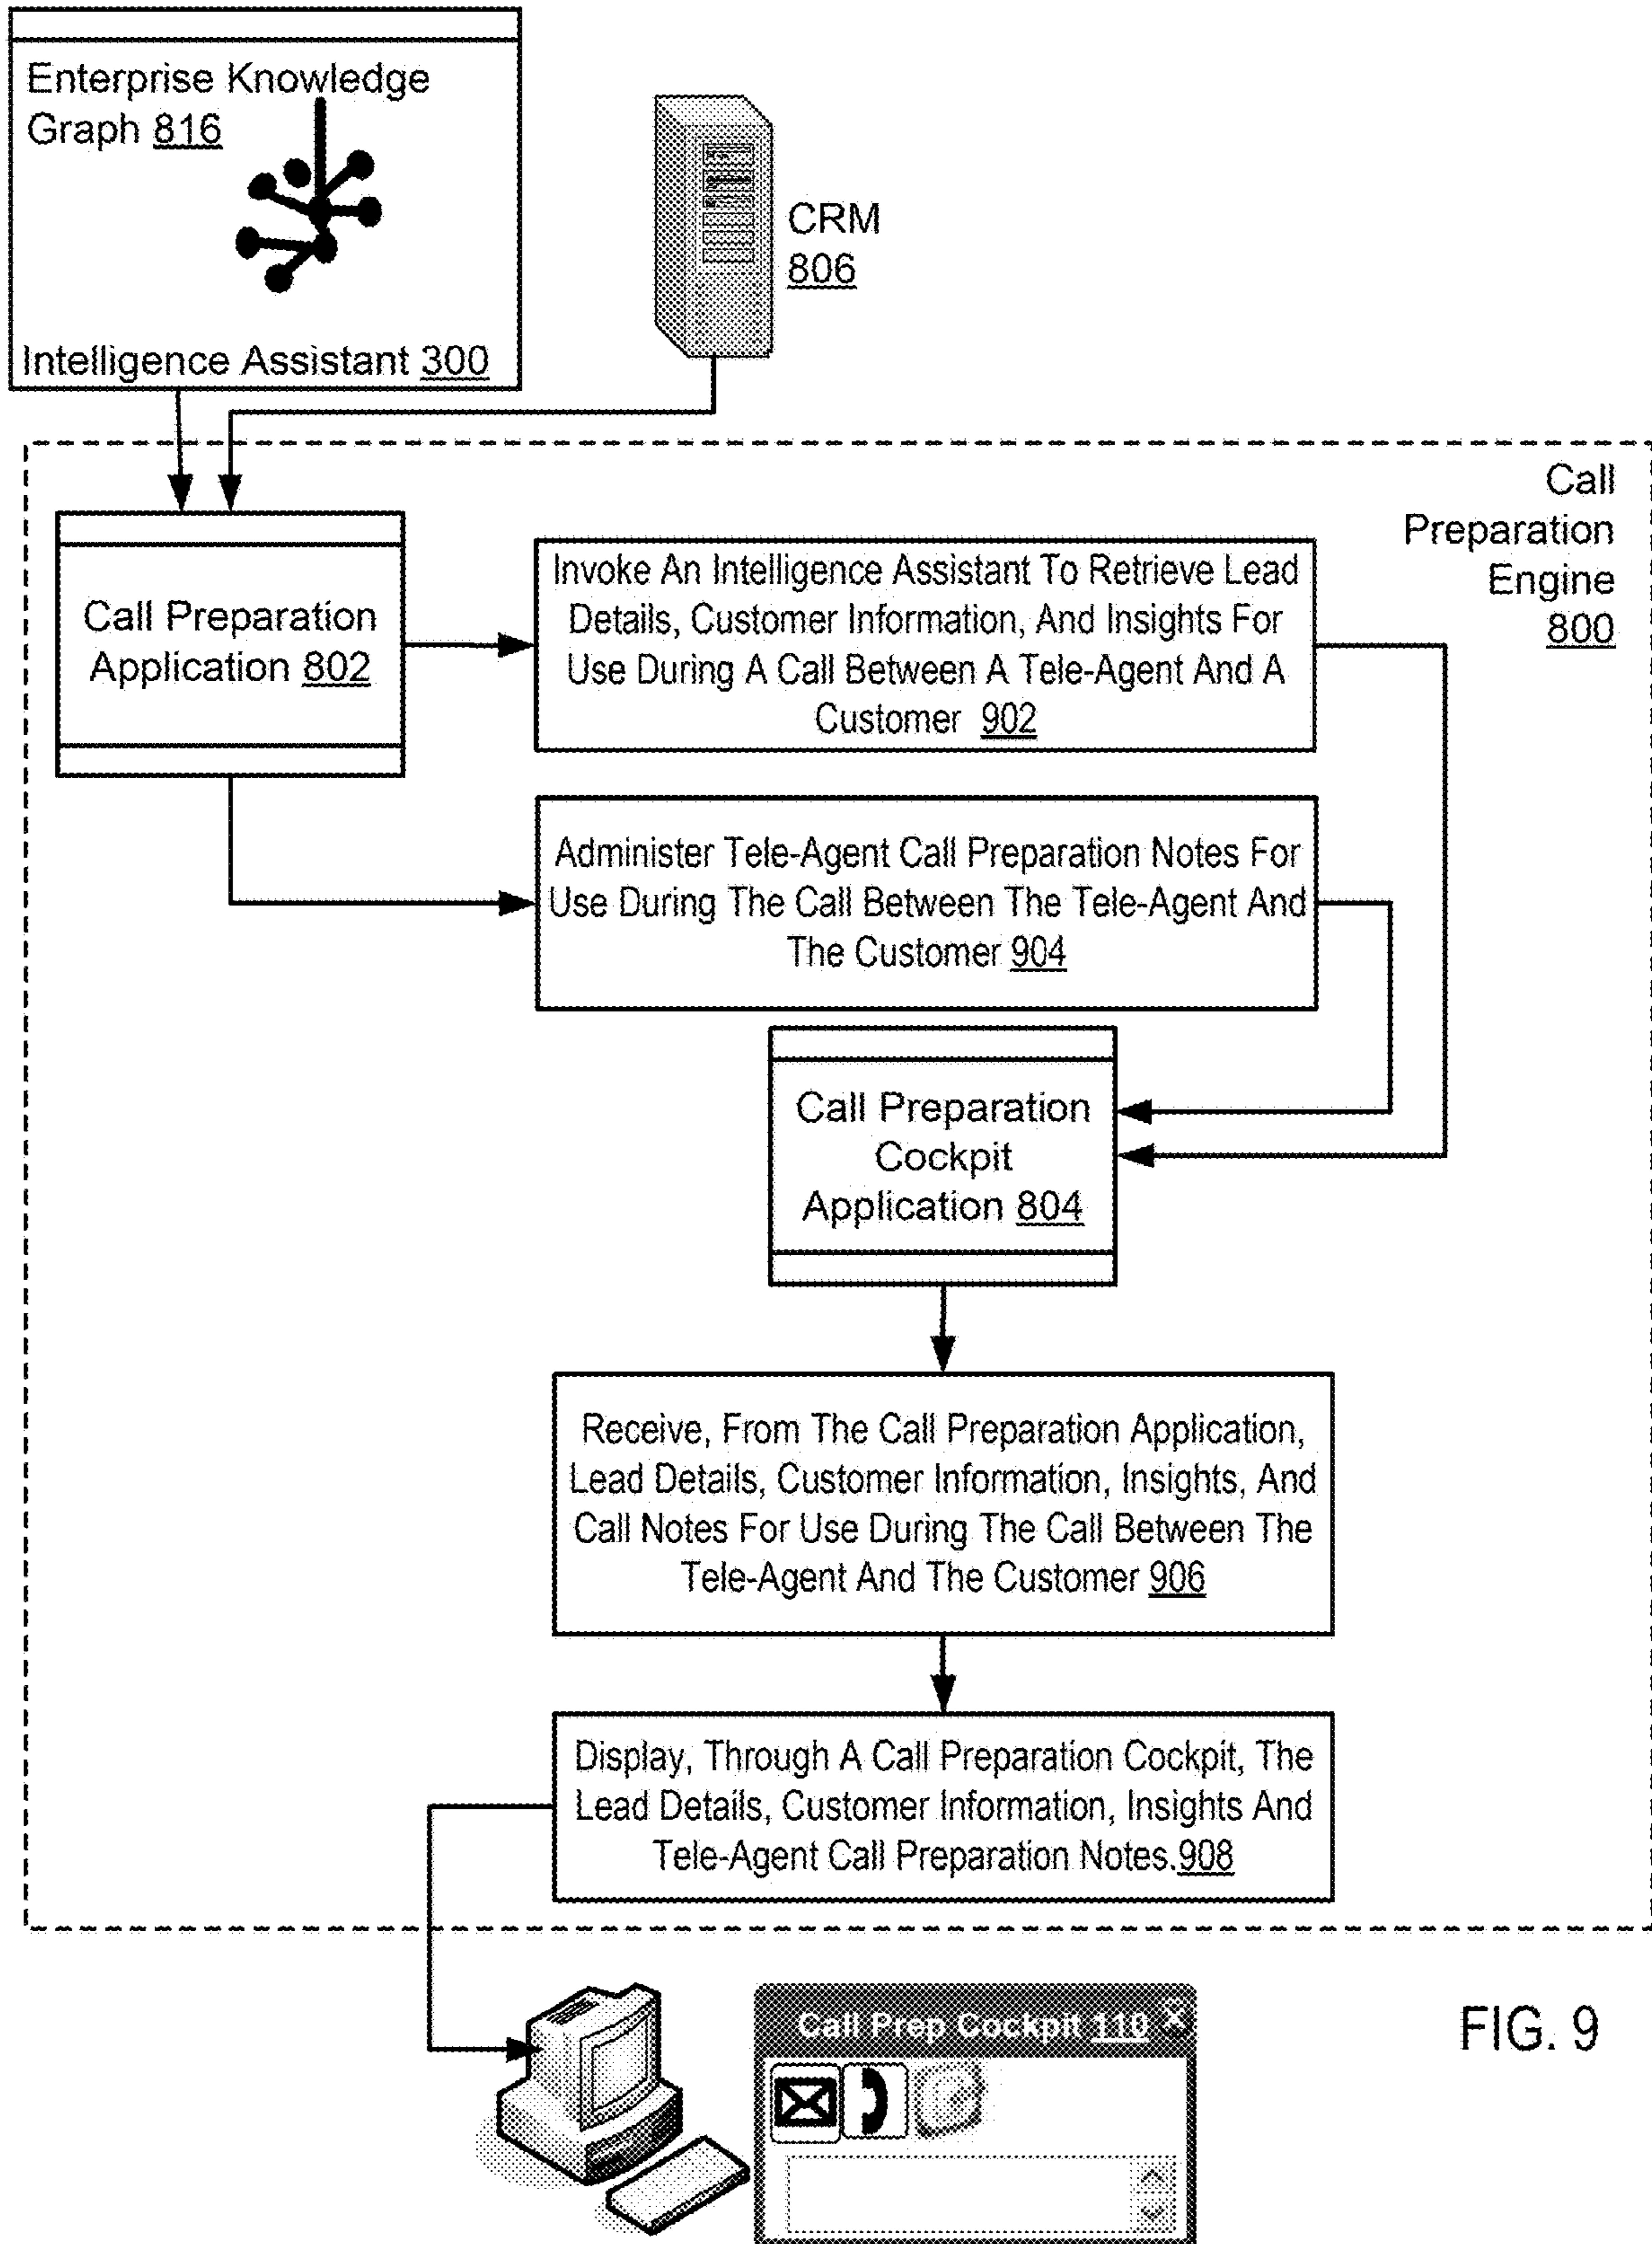 Enterprise Knowledge
Graph 816
Intelligence Assistant 300
CRM
806
Call
Preparation
Engine
800
Call Preparation
Application 802
Invoke An Intelligence Assistant To Retrieve Lead
Details, Customer Information, And Insights For
Use During A Call Between A Tele-Agent And A
Customer 902
Administer Tele-Agent Call Preparation Notes For
Use During The Call Between The Tele-Agent And
The Customer 904
Call Preparation
Cockpit
Application 804
Receive, From The Call Preparation Application,
Lead Details, Customer Information, Insights, And
Call Notes For Use During The Call Between The
Tele-Agent And The Customer 906
Display, Through A Call Preparation Cockpit, The
Lead Details, Customer Information, Insights And
Tele-Agent Call Preparation Notes.908
Call Prep Cockpit 110 X
FIG. 9